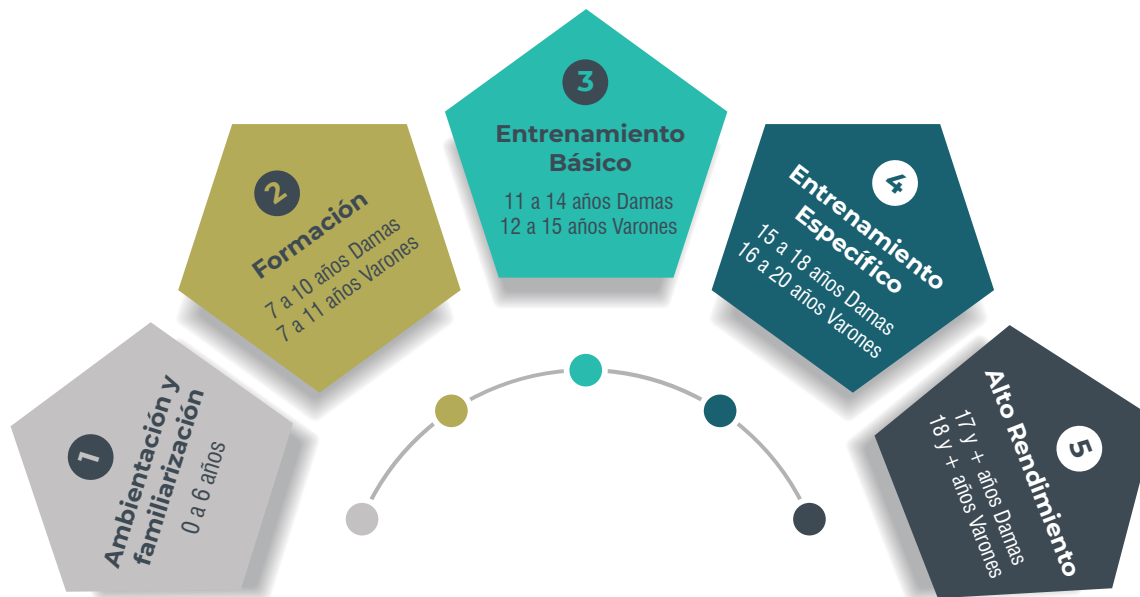 1
Ambientación y
familiarización
0 a 6 años
2
Formación
7 a 10 años Damas
7 a 11 años Varones
3
Entrenamiento
Básico
11 a 14 años Damas
12 a 15 años Varones
4
Entrenamiento
Específico
15 a 18 años Damas
16 a 20 años Varones
5
Alto Rendimiento
17 y + años Damas
18 y + años Varones